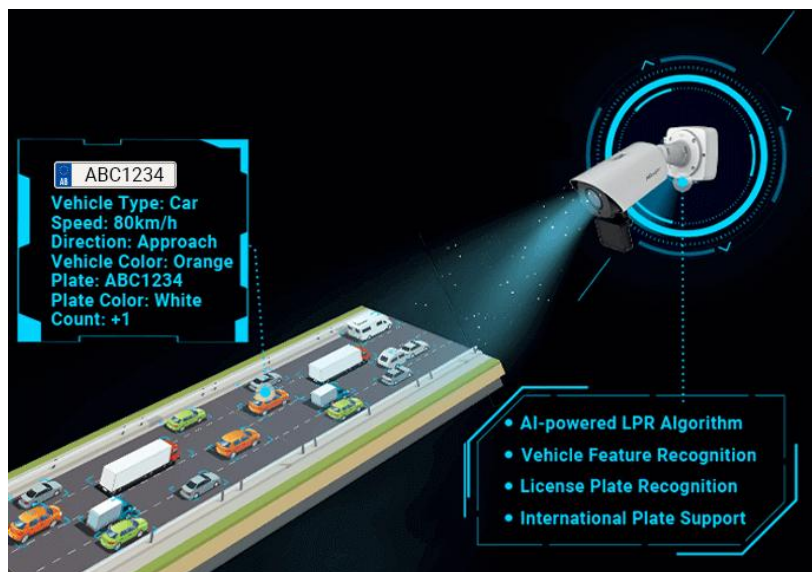 ABC1234
AB
Vehicle Type: Car
Speed: 80km/h
Direction: Approach
Vehicle Color: Orange
Plate: ABC1234
Plate Color: White
Count: +1
• AI-powered LPR Algorithm
• Vehicle Feature Recognition
• License Plate Recognition
• International Plate Support